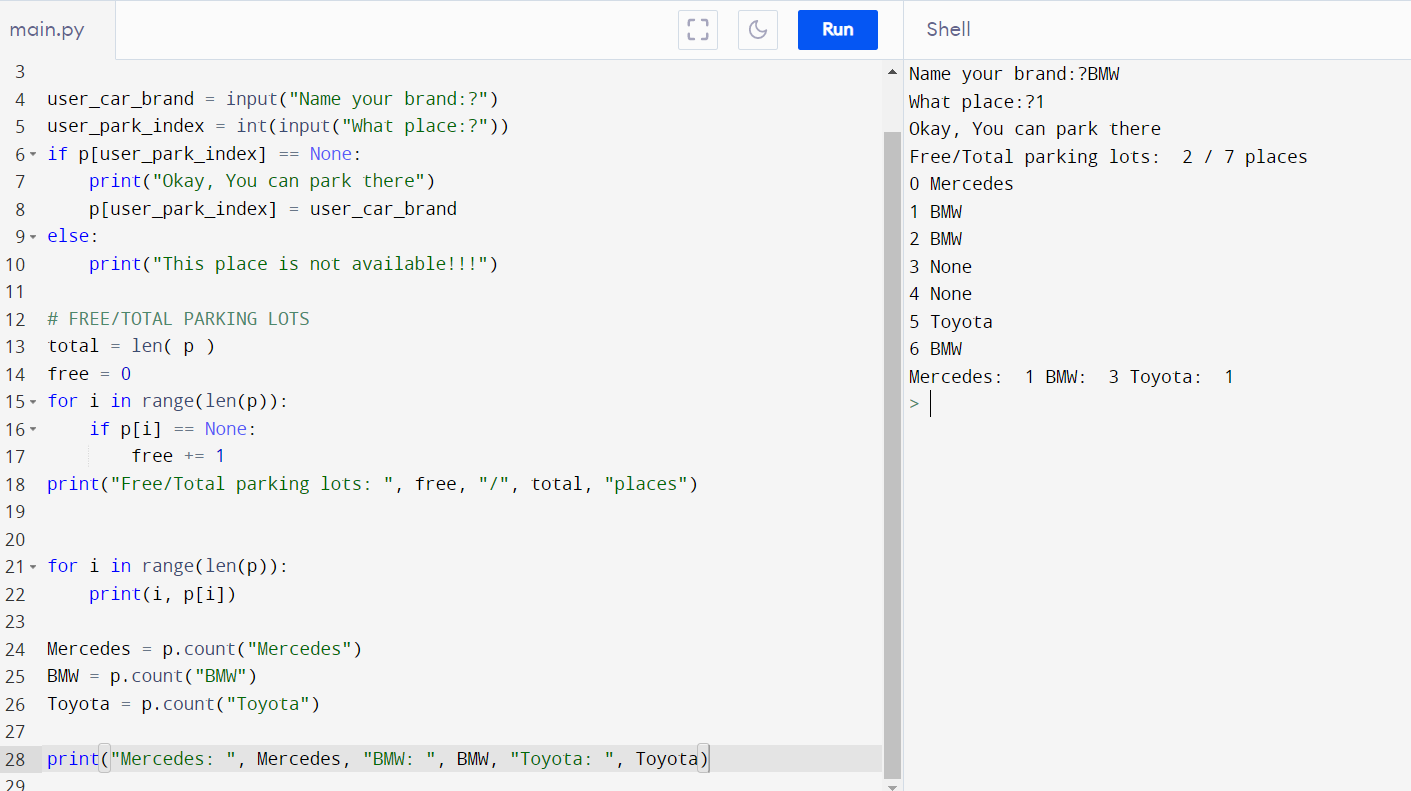 main.py
Run
3
4 user_car_brand = input("Name your brand:?")
5 user_park_index = int(input("What place:?"))
6 if p[user_park_index] == None:
7     print("Okay, You can park there")
8     p[user_park_index] = user_car_brand
9 else:
10     print("This place is not available!!!")
11
12 # FREE/TOTAL PARKING LOTS
13 total = len( p )
14 free = 0
15 for i in range(len(p)):
16     if p[i] == None:
17         free += 1
18 print("Free/Total parking lots: ", free, "/", total, "places")
19
20
21 for i in range(len(p)):
22     print(i, p[i])
23
24 Mercedes = p.count("Mercedes")
25 BMW = p.count("BMW")
26 Toyota = p.count("Toyota")
27
28 print("Mercedes: ", Mercedes, "BMW: ", BMW, "Toyota: ", Toyota)
29
Shell
Name your brand:?BMW
What place:?1
Okay, You can park there
Free/Total parking lots:  2 / 7 places
0 Mercedes
1 BMW
2 BMW
3 None
4 None
5 Toyota
6 BMW
Mercedes:  1 BMW:  3 Toyota:  1
>